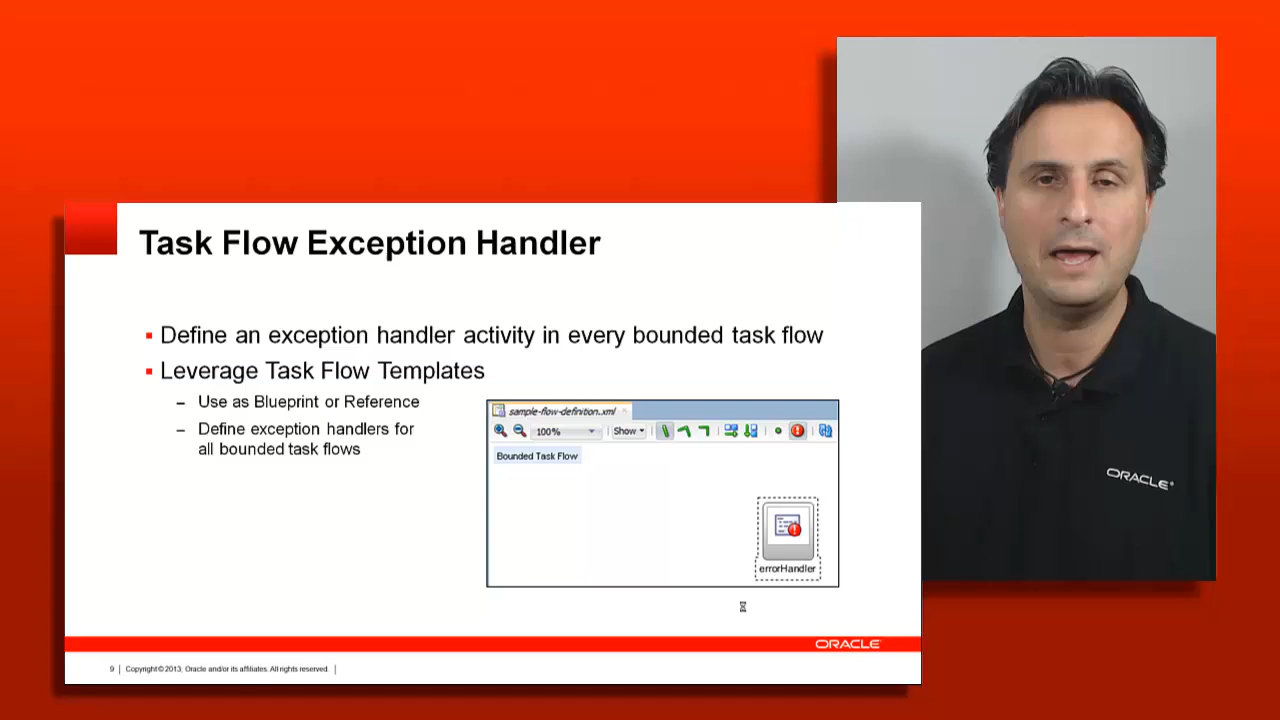 Task Flow Exception Handler
▪ Define an exception handler activity in every bounded task flow
▪ Leverage Task Flow Templates
– Use as Blueprint or Reference
– Define exception handlers for
all bounded task flows
sample-flow-definition.xml
100% Show
Bounded Task Flow
errorHandler
ORACLE
9 | Copyright © 2013, Oracle and/or its affiliates. All rights reserved. |
ORACLE